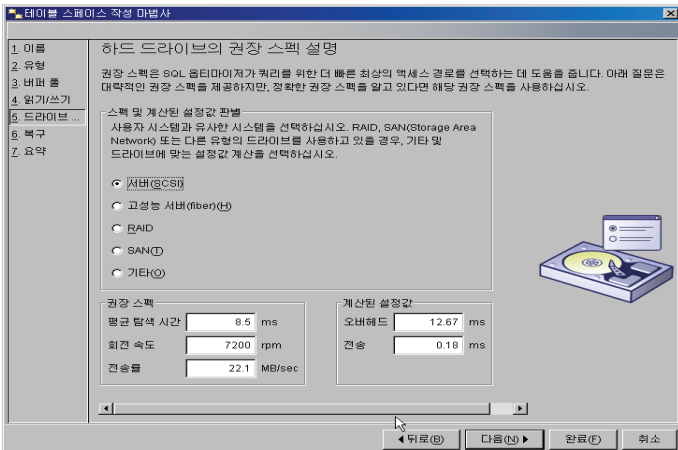 테이블 스페이스 작성 마법사
1. 이름
2. 유형
3. 버퍼 풀
4. 읽기/쓰기
5. 드라이브 ...
6. 복구
7. 요약
하드 드라이브의 권장 스펙 설명
권장 스펙은 SQL 옵티마이저가 쿼리를 위한 더 빠른 최상의 액세스 경로를 선택하는 데 도움을 줍니다. 아래 질문은
대략적인 권장 스펙을 제공하지만, 정확한 권장 스펙을 알고 있다면 해당 권장 스펙을 사용하십시오.
스펙 및 계산된 설정값 판별
사용자 시스템과 유사한 시스템을 선택하십시오. RAID, SAN(Storage Area
Network) 또는 다른 유형의 드라이브를 사용하고 있을 경우, 기타 및
드라이브에 맞는 설정값 계산을 선택하십시오.
서버(SCSI)
고성능 서버(fiber)(H)
RAID
SAN(T)
기타(O)
권장 스펙
평균 탐색 시간 8.5 ms
회전 속도 7200 rpm
전송률 22.1 MB/sec
계산된 설정값
오버헤드 12.67 ms
전송 0.18 ms
뒤로(B) 다음(N) 완료(F) 취소